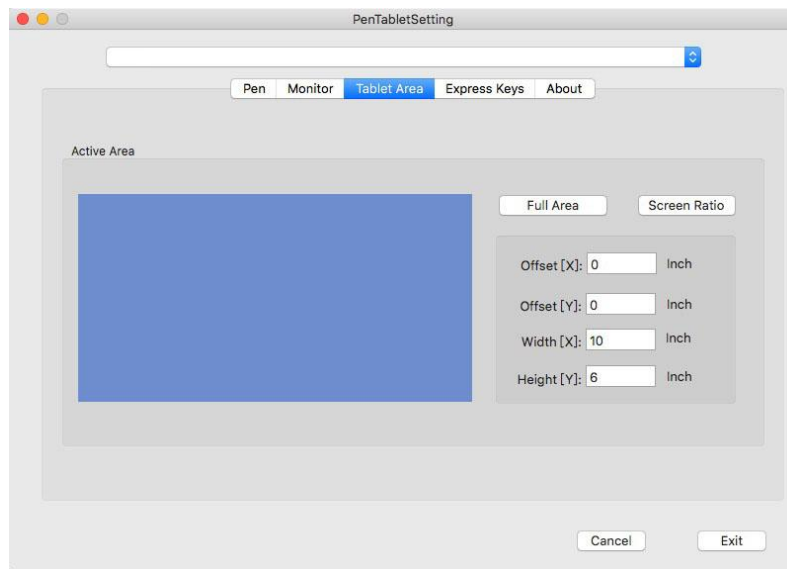 PenTabletSetting
Pen Monitor Tablet Area Express Keys About
Active Area
Full Area Screen Ratio
Offset [X]: 0 Inch
Offset [Y]: 0 Inch
Width [X]: 10 Inch
Height [Y]: 6 Inch
Cancel Exit